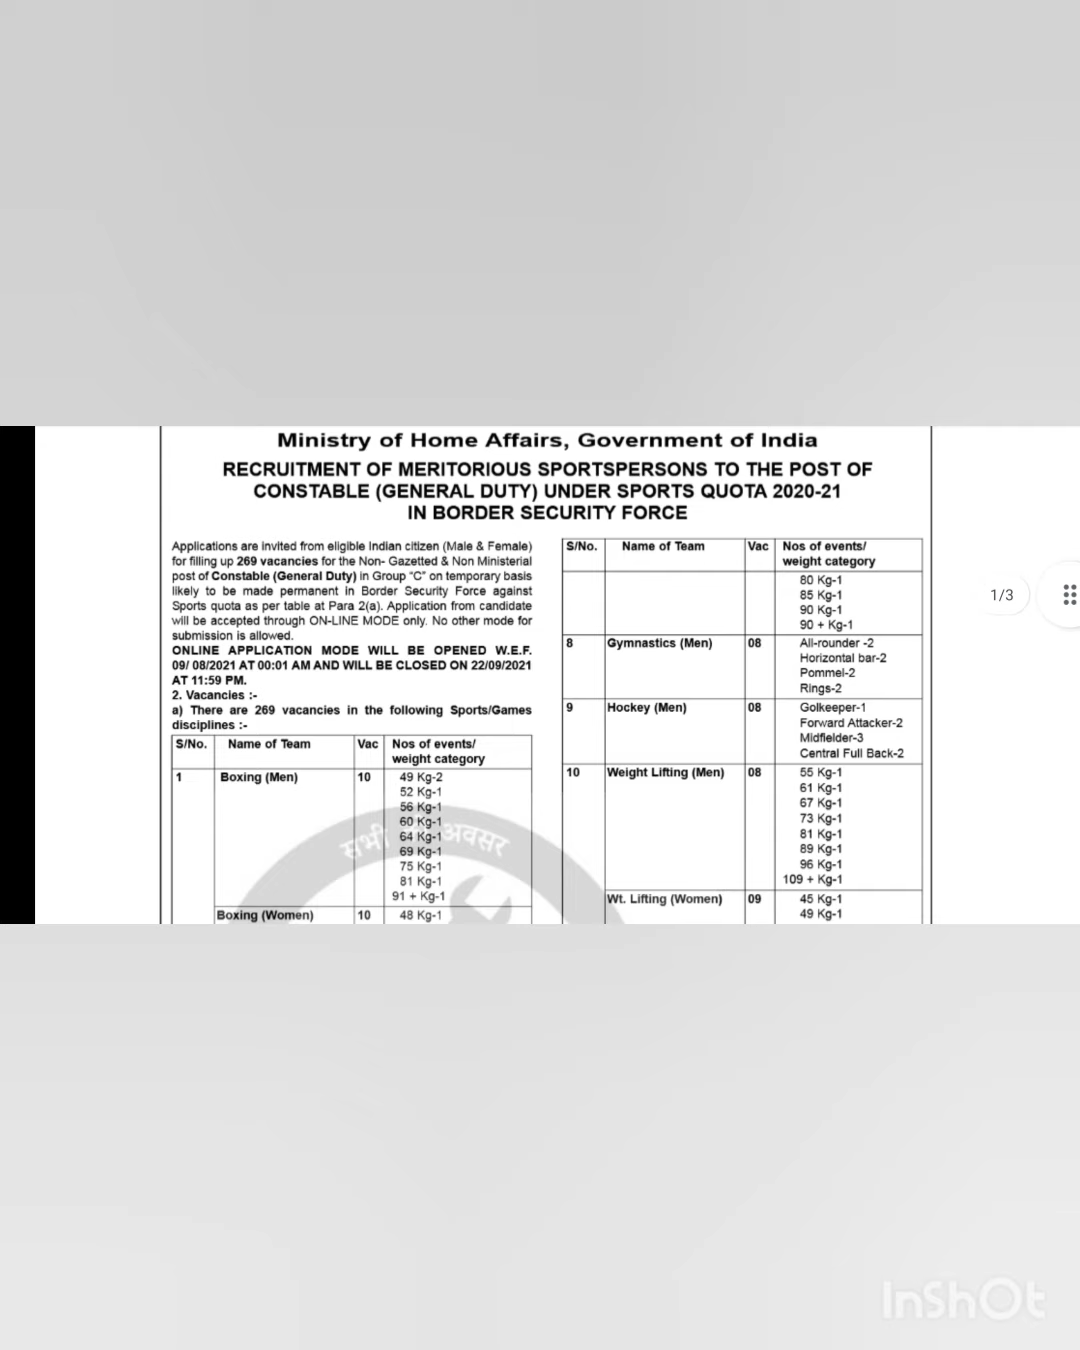 Ministry of Home Affairs, Government of India
RECRUITMENT OF MERITORIOUS SPORTSPERSONS TO THE POST OF
CONSTABLE (GENERAL DUTY) UNDER SPORTS QUOTA 2020-21
IN BORDER SECURITY FORCE
Applications are invited from eligible Indian citizen (Male & Female)
for filling up 269 vacancies for the Non- Gazetted & Non Ministerial
post of Constable (General Duty) in Group "C" on temporary basis
likely to be made permanent in Border Security Force against
Sports quota as per table at Para 2(a). Application from candidate
will be accepted through ON-LINE MODE only. No other mode for
submission is allowed.
ONLINE APPLICATION MODE WILL BE OPENED W.E.F.
09/ 08/2021 AT 00:01 AM AND WILL BE CLOSED ON 22/09/2021
AT 11:59 PM.
2. Vacancies :-
a) There are 269 vacancies in the following Sports/Games
disciplines :-
S/No. Name of Team Vac Nos of events/
weight category
1 Boxing (Men) 10 49 Kg-2
52 Kg-1
56 Kg-1
60 Kg-1
64 Kg-1
69 Kg-1
75 Kg-1
81 Kg-1
91 + Kg-1
Boxing (Women) 10 48 Kg-1
सभी को अवसर
S/No. Name of Team Vac Nos of events/
weight category
80 Kg-1
85 Kg-1
90 Kg-1
90 + Kg-1
8 Gymnastics (Men) 08 All-rounder -2
Horizontal bar-2
Pommel-2
Rings-2
9 Hockey (Men) 08 Golkeeper-1
Forward Attacker-2
Midfielder-3
Central Full Back-2
10 Weight Lifting (Men) 08 55 Kg-1
61 Kg-1
67 Kg-1
73 Kg-1
81 Kg-1
89 Kg-1
96 Kg-1
109 + Kg-1
Wt. Lifting (Women) 09 45 Kg-1
49 Kg-1
1/3
InShOt